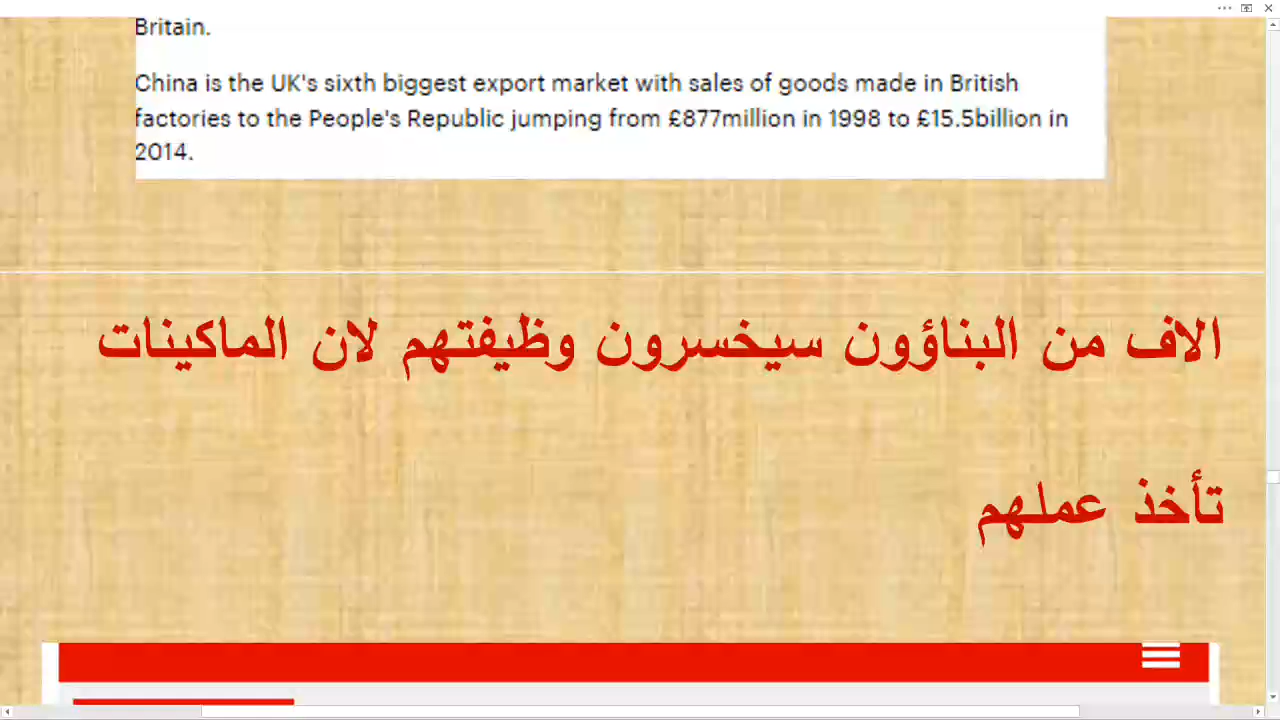 Britain.
China is the UK's sixth biggest export market with sales of goods made in British
factories to the People's Republic jumping from £877million in 1998 to £15.5billion in
2014.
الاف من البناؤون سيخسرون وظيفتهم لان الماكينات
تأخذ عملهم